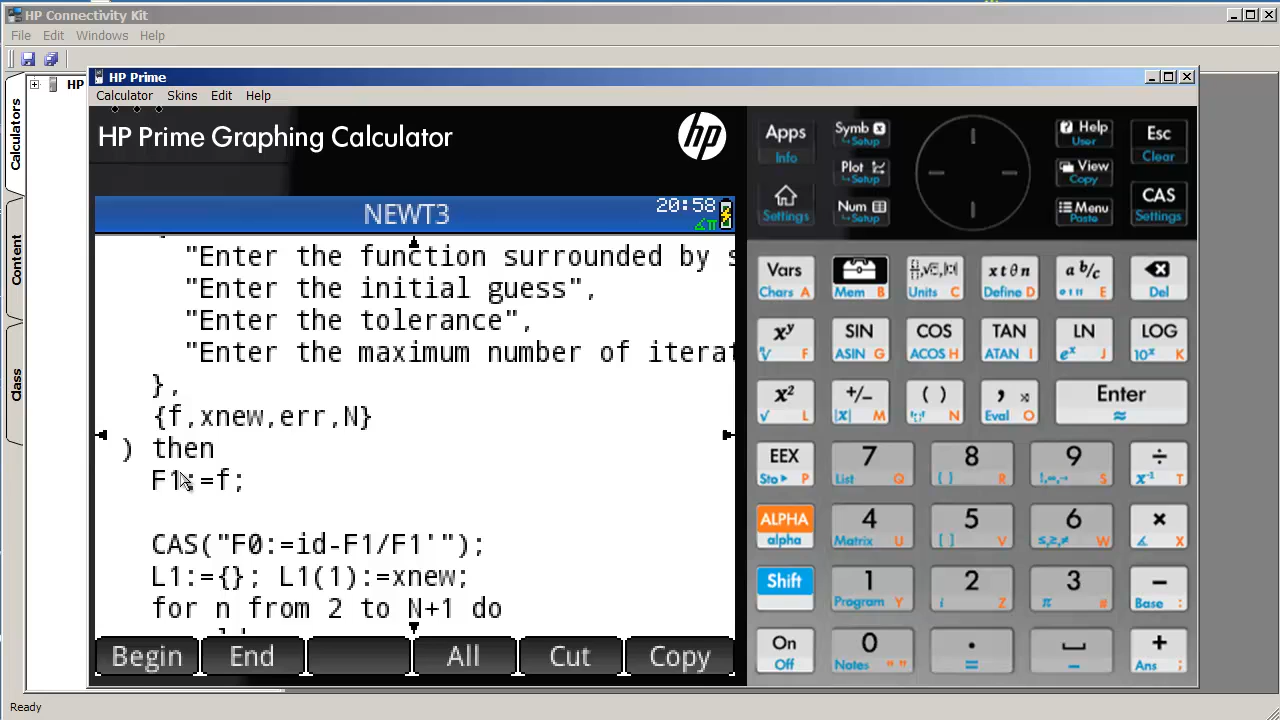 HP Connectivity Kit
File Edit Windows Help
HP
HP Prime
Calculator Skins Edit Help
HP Prime Graphing Calculator
hp
NEWT3
20:58
∡π
"Enter the function surrounded by s
"Enter the initial guess",
"Enter the tolerance",
"Enter the maximum number of iterat
},
{f,xnew,err,N}
) then
F1:=f;
CAS("F0:=id-F1/F1'");
L1:={}; L1(1):=xnew;
for n from 2 to N+1 do
Begin End All Cut Copy
Calculators
Content
Class
Apps
Info
Symb
Setup
Plot
Setup
Num
Setup
Settings
Help
User
View
Copy
Menu
Paste
Esc
Clear
CAS
Settings
Vars
Chars A
Mem B
Units C
x t θ n
Define D
a b/c
E
Del
xʸ
F
SIN
ASIN G
COS
ACOS H
TAN
ATAN I
LN
eˣ J
LOG
10ˣ K
x²
√ L
+/−
|x| M
( )
N
,
Eval O
Enter
≈
EEX
Sto▸ P
7
List Q
8
{ } R
9
!,∞,→ S
÷
x⁻¹ T
ALPHA
alpha
4
Matrix U
5
[ ] V
6
≤,≥,≠ W
×
∡ X
Shift
1
Program Y
2
i Z
3
π #
−
Base :
On
Off
0
Notes " "
.
=
_
+
Ans ;
Ready